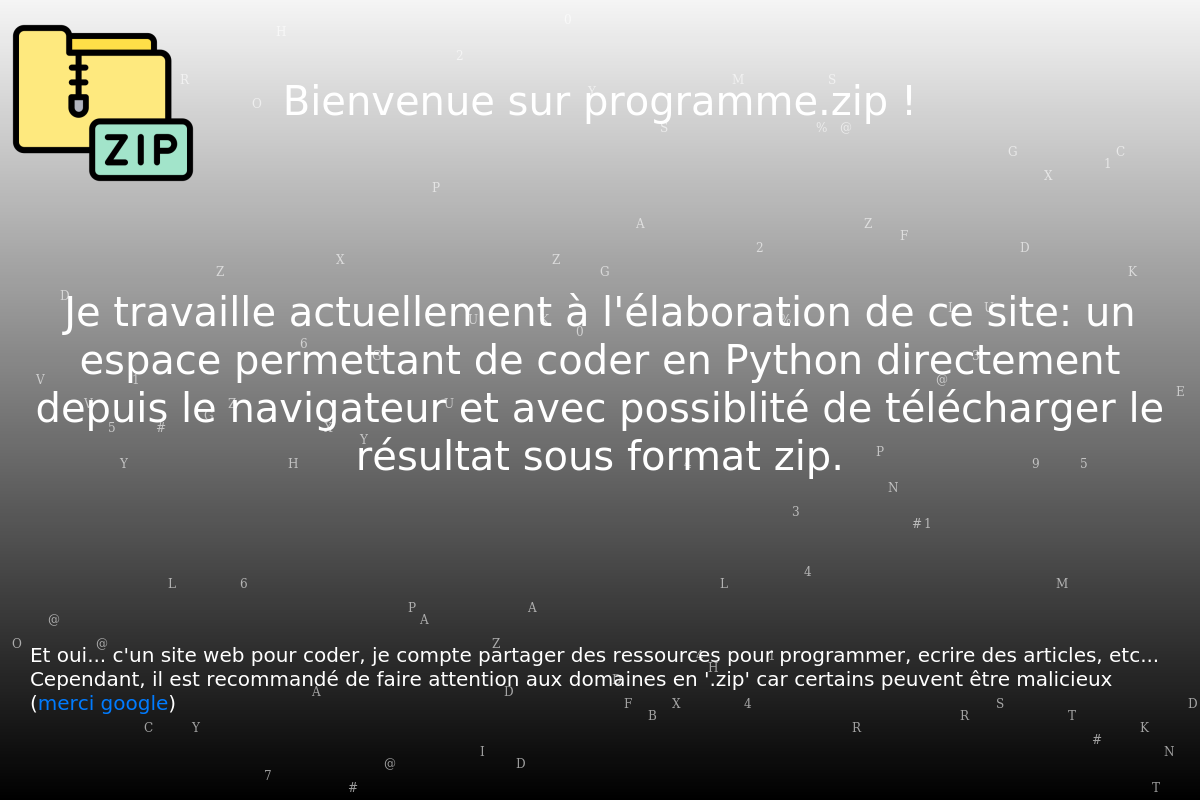 ZIP
Bienvenue sur programme.zip !
Je travaille actuellement à l'élaboration de ce site: un
espace permettant de coder en Python directement
depuis le navigateur et avec possiblité de télécharger le
résultat sous format zip.
Et oui... c'un site web pour coder, je compte partager des ressources pour programmer, ecrire des articles, etc...
Cependant, il est recommandé de faire attention aux domaines en '.zip' car certains peuvent être malicieux
(merci google)